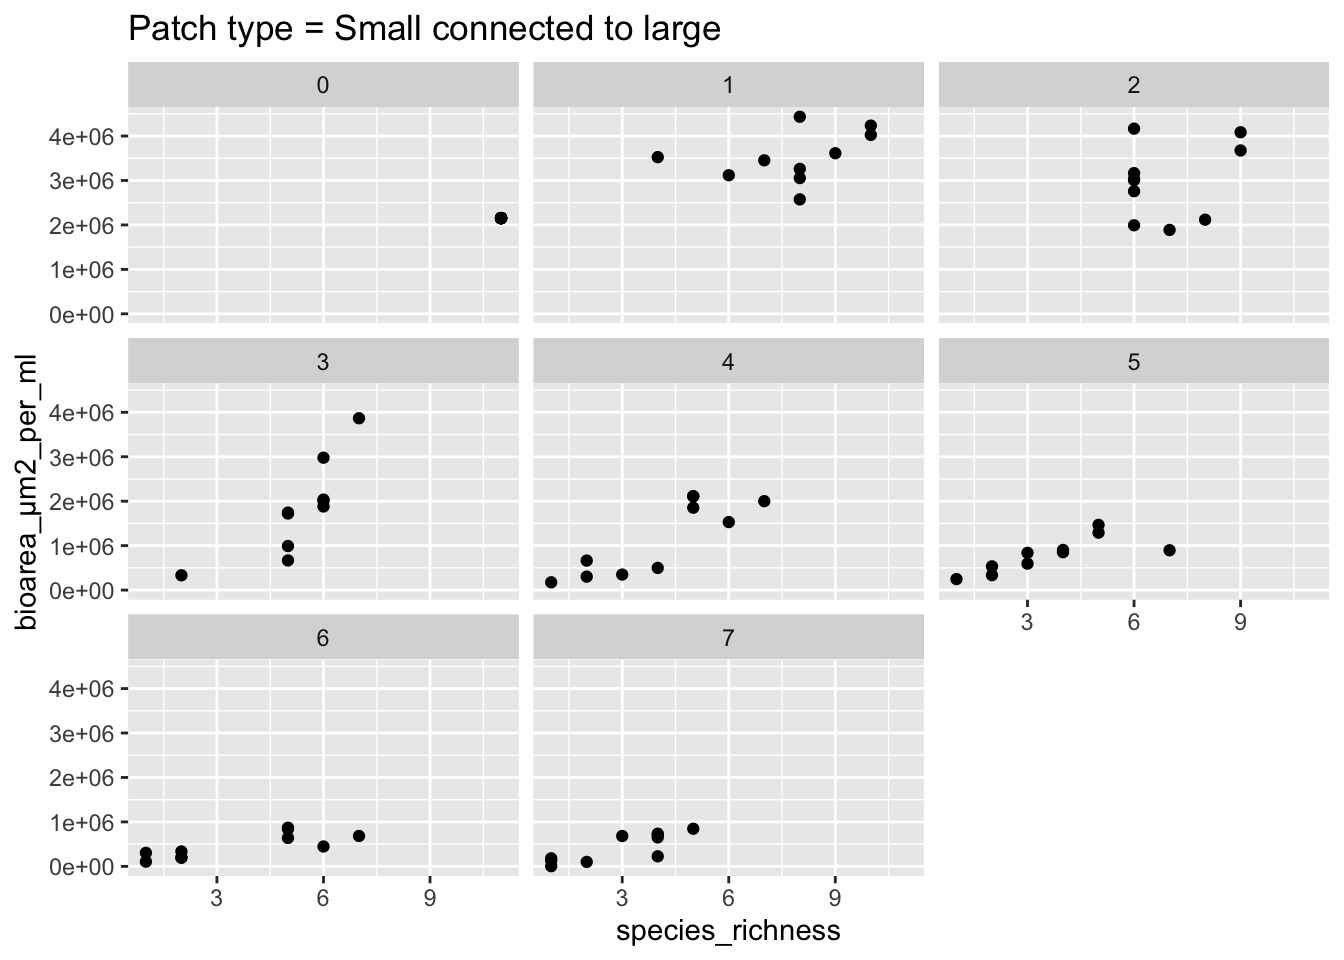 Patch type = Small connected to large
0 1 2
4e+06
3e+06
2e+06
1e+06
0e+00
3 4 5
4e+06
3e+06
2e+06
1e+06
0e+00
3 6 9
6 7
4e+06
3e+06
2e+06
1e+06
0e+00
3 6 9 3 6 9
species_richness
bioarea_µm2_per_ml